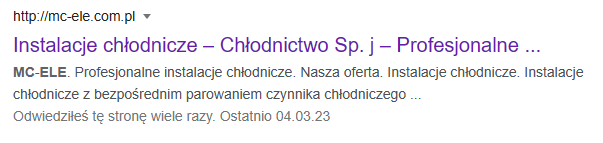 http://mc-ele.com.pl
Instalacje chłodnicze – Chłodnictwo Sp. j – Profesjonalne ...
MC-ELE. Profesjonalne instalacje chłodnicze. Nasza oferta. Instalacje chłodnicze. Instalacje
chłodnicze z bezpośrednim parowaniem czynnika chłodniczego ...
Odwiedziłeś tę stronę wiele razy. Ostatnio 04.03.23